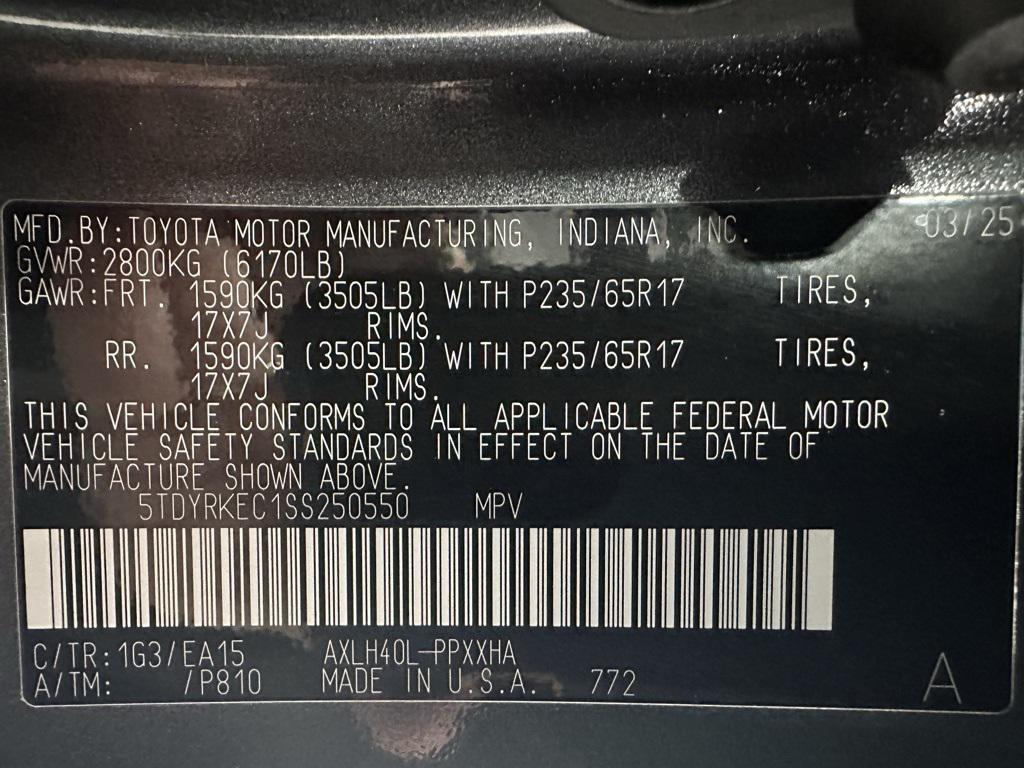 MFD.BY:TOYOTA MOTOR MANUFACTURING, INDIANA, INC. 03/25
GVWR:2800KG (6170LB)
GAWR:FRT. 1590KG (3505LB) WITH P235/65R17 TIRES,
17X7J RIMS.
RR. 1590KG (3505LB) WITH P235/65R17 TIRES,
17X7J RIMS.
THIS VEHICLE CONFORMS TO ALL APPLICABLE FEDERAL MOTOR
VEHICLE SAFETY STANDARDS IN EFFECT ON THE DATE OF
MANUFACTURE SHOWN ABOVE.
5TDYRKEC1SS250550 MPV
C/TR:1G3/EA15 AXLH40L-PPXXHA
A/TM: /P810 MADE IN U.S.A. 772 A